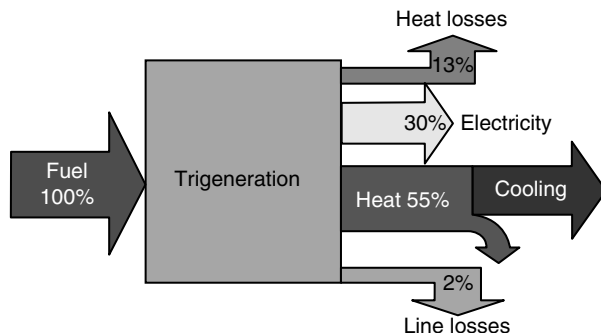 Heat losses
13%
30%
Electricity
Fuel
100%
Trigeneration
Heat 55%
Cooling
2%
Line losses